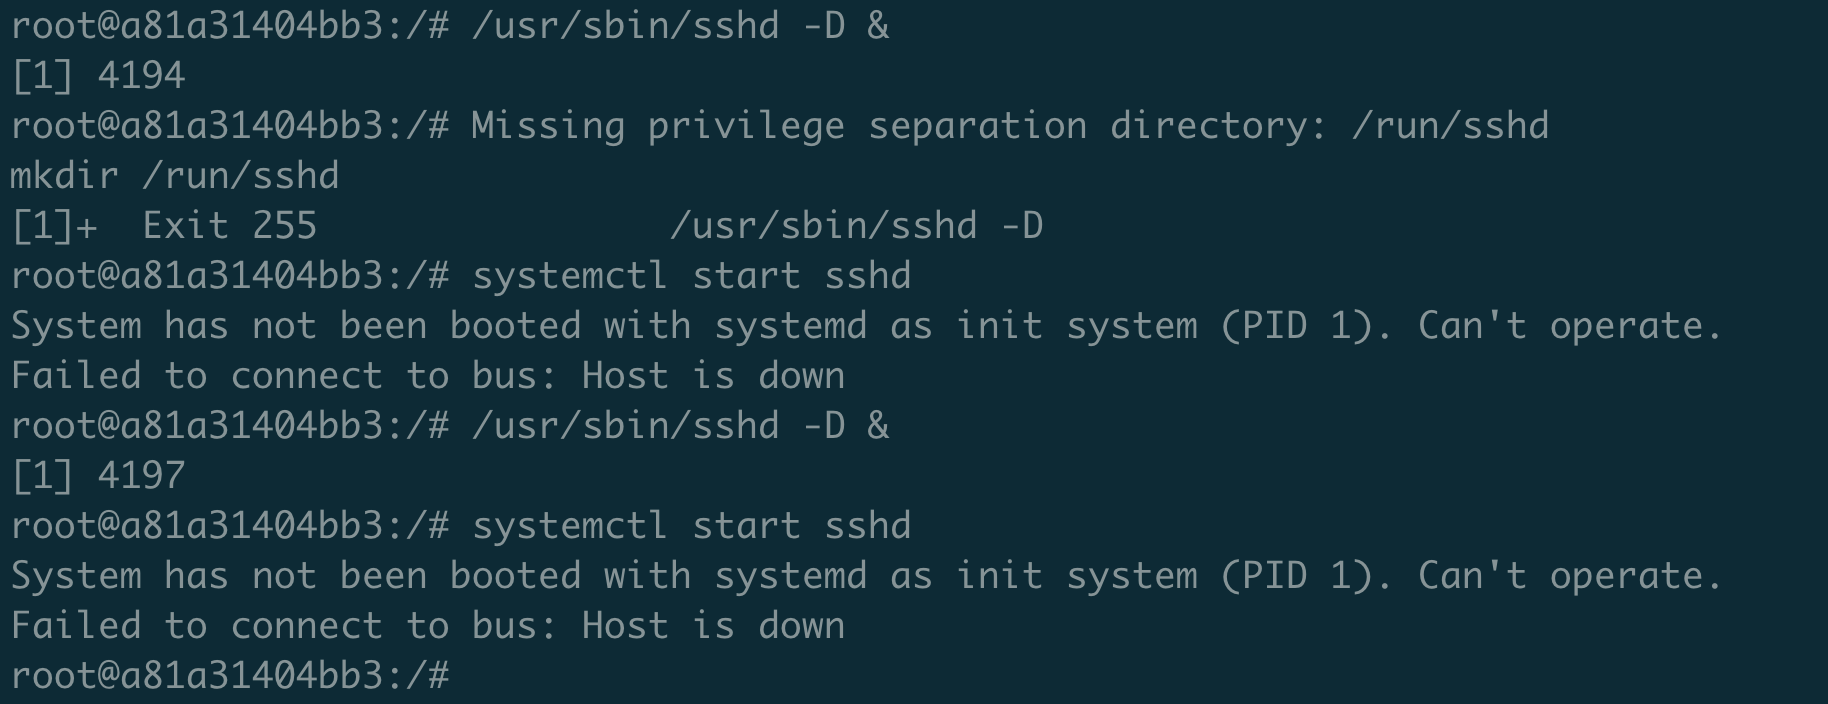 root@a81a31404bb3:/# /usr/sbin/sshd -D &
[1] 4194
root@a81a31404bb3:/# Missing privilege separation directory: /run/sshd
mkdir /run/sshd
[1]+  Exit 255                /usr/sbin/sshd -D
root@a81a31404bb3:/# systemctl start sshd
System has not been booted with systemd as init system (PID 1). Can't operate.
Failed to connect to bus: Host is down
root@a81a31404bb3:/# /usr/sbin/sshd -D &
[1] 4197
root@a81a31404bb3:/# systemctl start sshd
System has not been booted with systemd as init system (PID 1). Can't operate.
Failed to connect to bus: Host is down
root@a81a31404bb3:/#